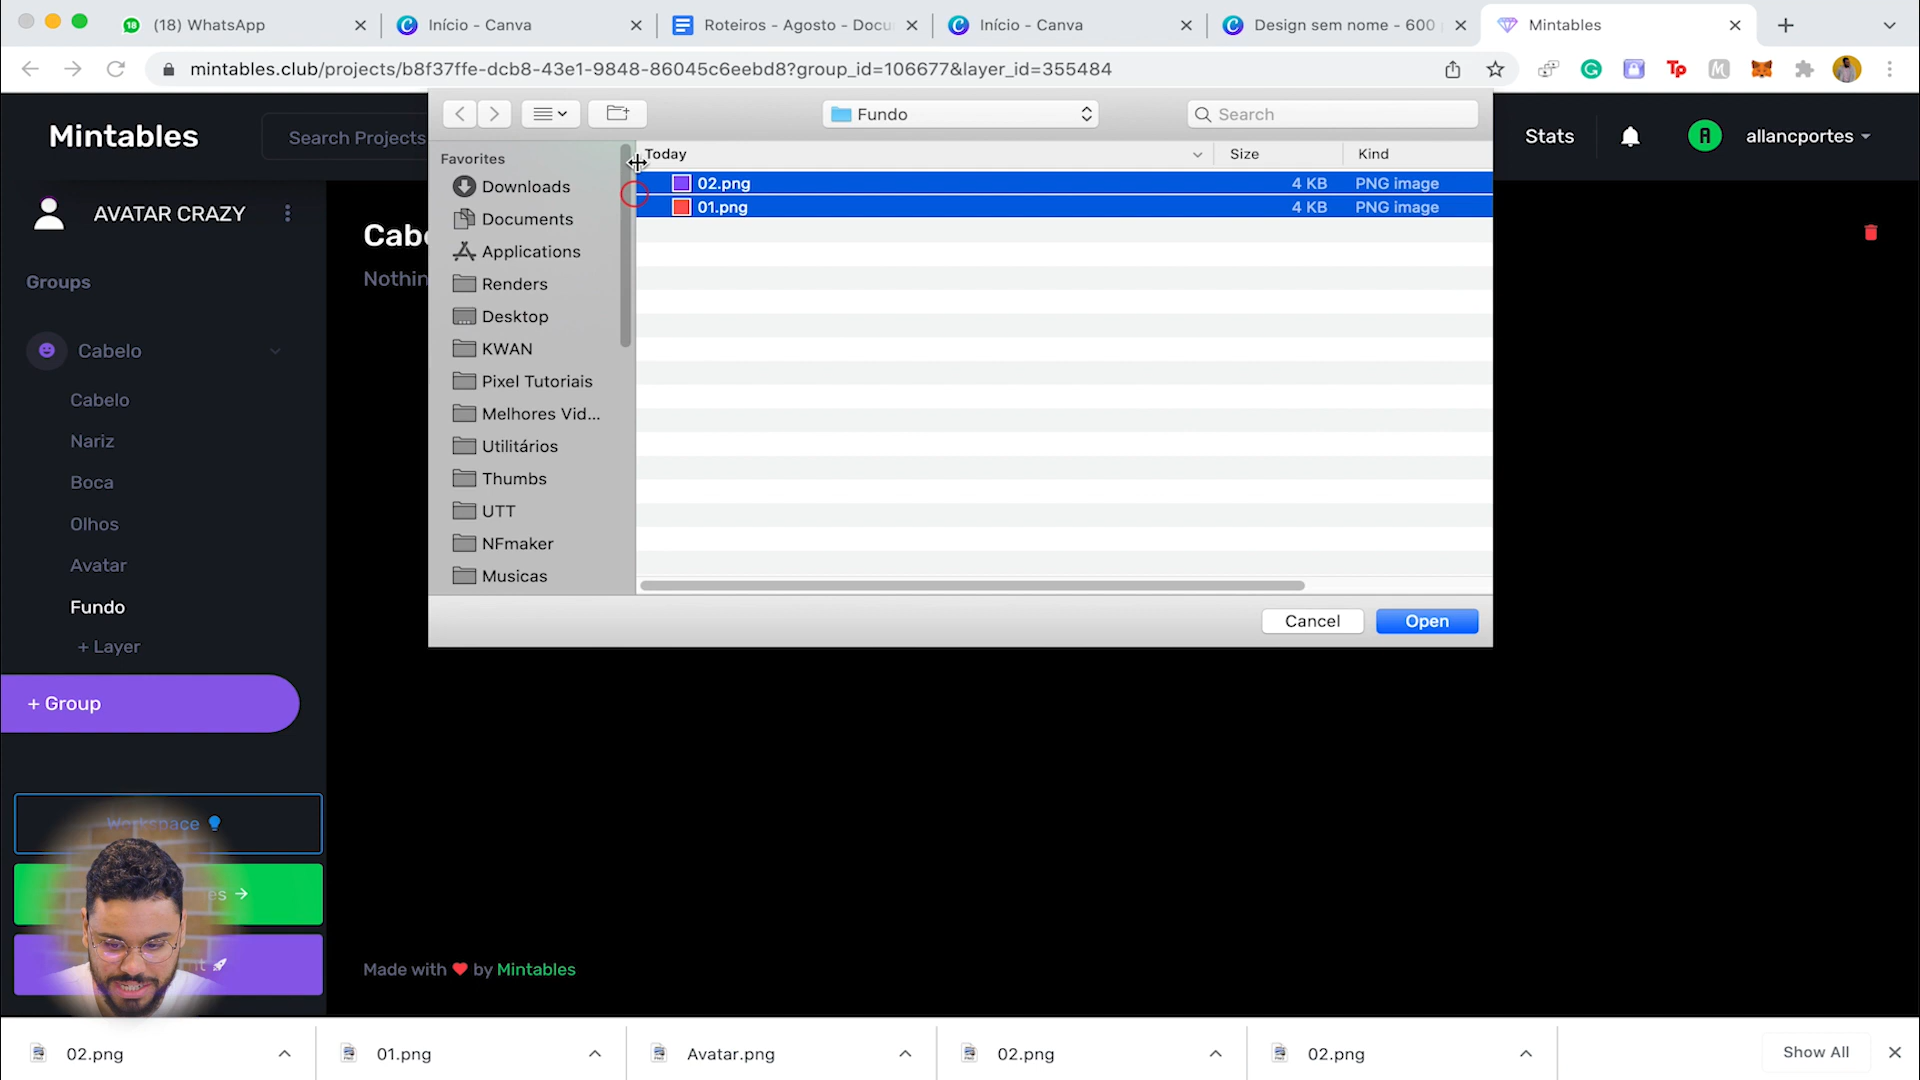 (18) WhatsApp
Início - Canva
Roteiros - Agosto - Docu
Início - Canva
Design sem nome - 600
Mintables
mintables.club/projects/b8f37ffe-dcb8-43e1-9848-86045c6eebd8?group_id=106677&layer_id=355484
Mintables
Search Projects
Fundo
Search
Stats
allancportes
Favorites
Today
Size
Kind
Downloads
02.png
4 KB
PNG image
01.png
4 KB
PNG image
Documents
Applications
Renders
Desktop
KWAN
Pixel Tutoriais
Melhores Vid...
Utilitários
Thumbs
UTT
NFmaker
Musicas
Cancel
Open
AVATAR CRAZY
Groups
Cabelo
Cabelo
Nariz
Boca
Olhos
Avatar
Fundo
+ Layer
+ Group
Workspace
Made with ❤ by Mintables
02.png
01.png
Avatar.png
02.png
02.png
Show All